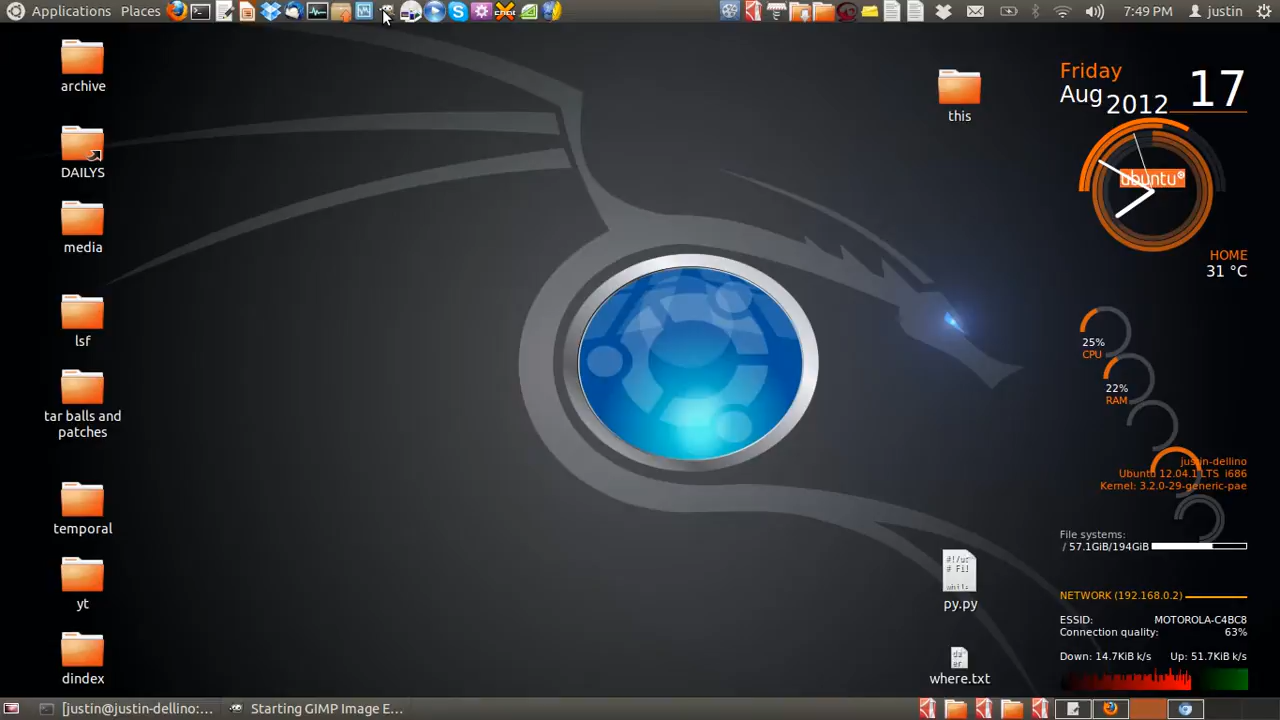 Applications Places
7:49 PM justin
archive
DAILYS
media
lsf
tar balls and
patches
temporal
yt
dindex
this
py.py
where.txt
Friday
Aug 2012 17
ubuntu®
HOME
31 °C
25%
CPU
22%
RAM
justin-dellino
Ubuntu 12.04.1 LTS i686
Kernel: 3.2.0-29-generic-pae
File systems:
/ 57.1GiB/194GiB
NETWORK (192.168.0.2)
ESSID: MOTOROLA-C4BC8
Connection quality: 63%
Down: 14.7KiB k/s Up: 51.7KiB k/s
[justin@justin-dellino:... Starting GIMP Image E...